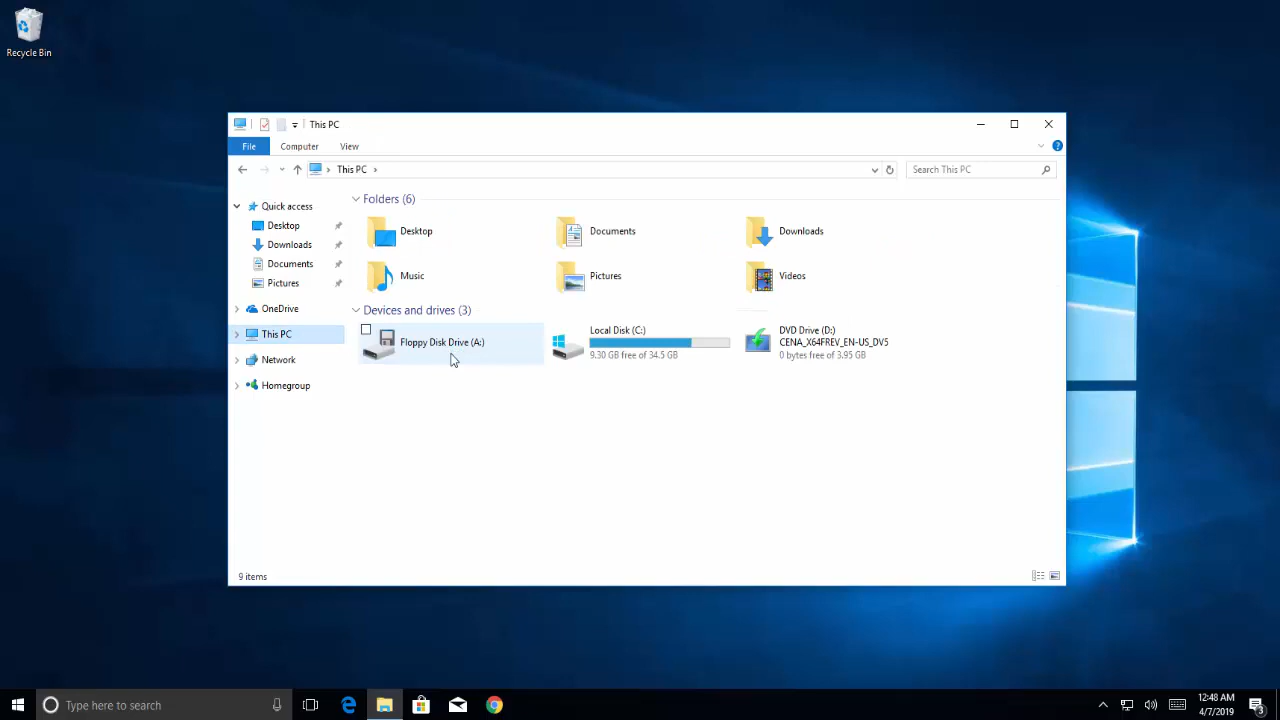 Recycle Bin
This PC
File Computer View
This PC
Search This PC
Quick access
Desktop
Downloads
Documents
Pictures
OneDrive
This PC
Network
Homegroup
Folders (6)
Desktop Documents Downloads
Music Pictures Videos
Devices and drives (3)
Floppy Disk Drive (A:)
Local Disk (C:)
9.30 GB free of 34.5 GB
DVD Drive (D:)
CENA_X64FREV_EN-US_DV5
0 bytes free of 3.95 GB
9 items
Type here to search
12:48 AM
4/7/2019
3